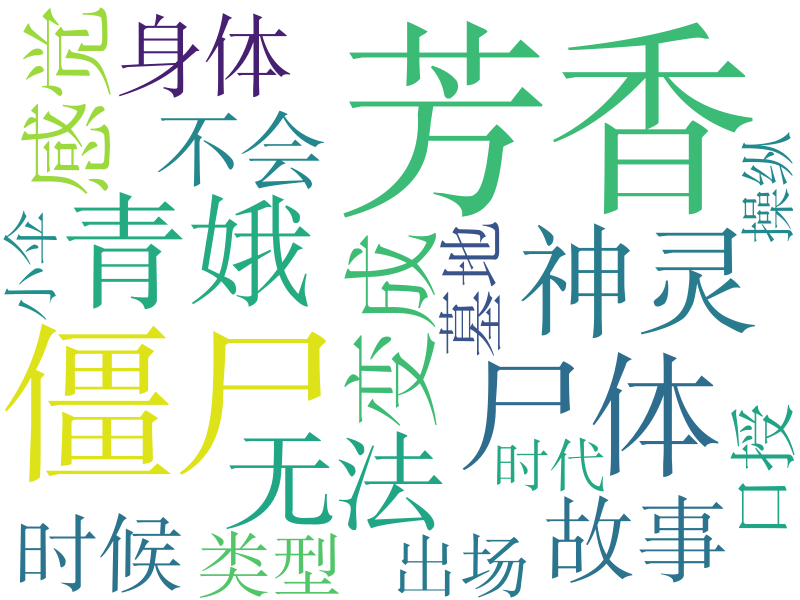 感觉
身体
芳香
不会
操纵
青娥
小伞
变成
墓地
神灵
僵尸
尸体
无法
时代
口授
时候
类型
出场
故事